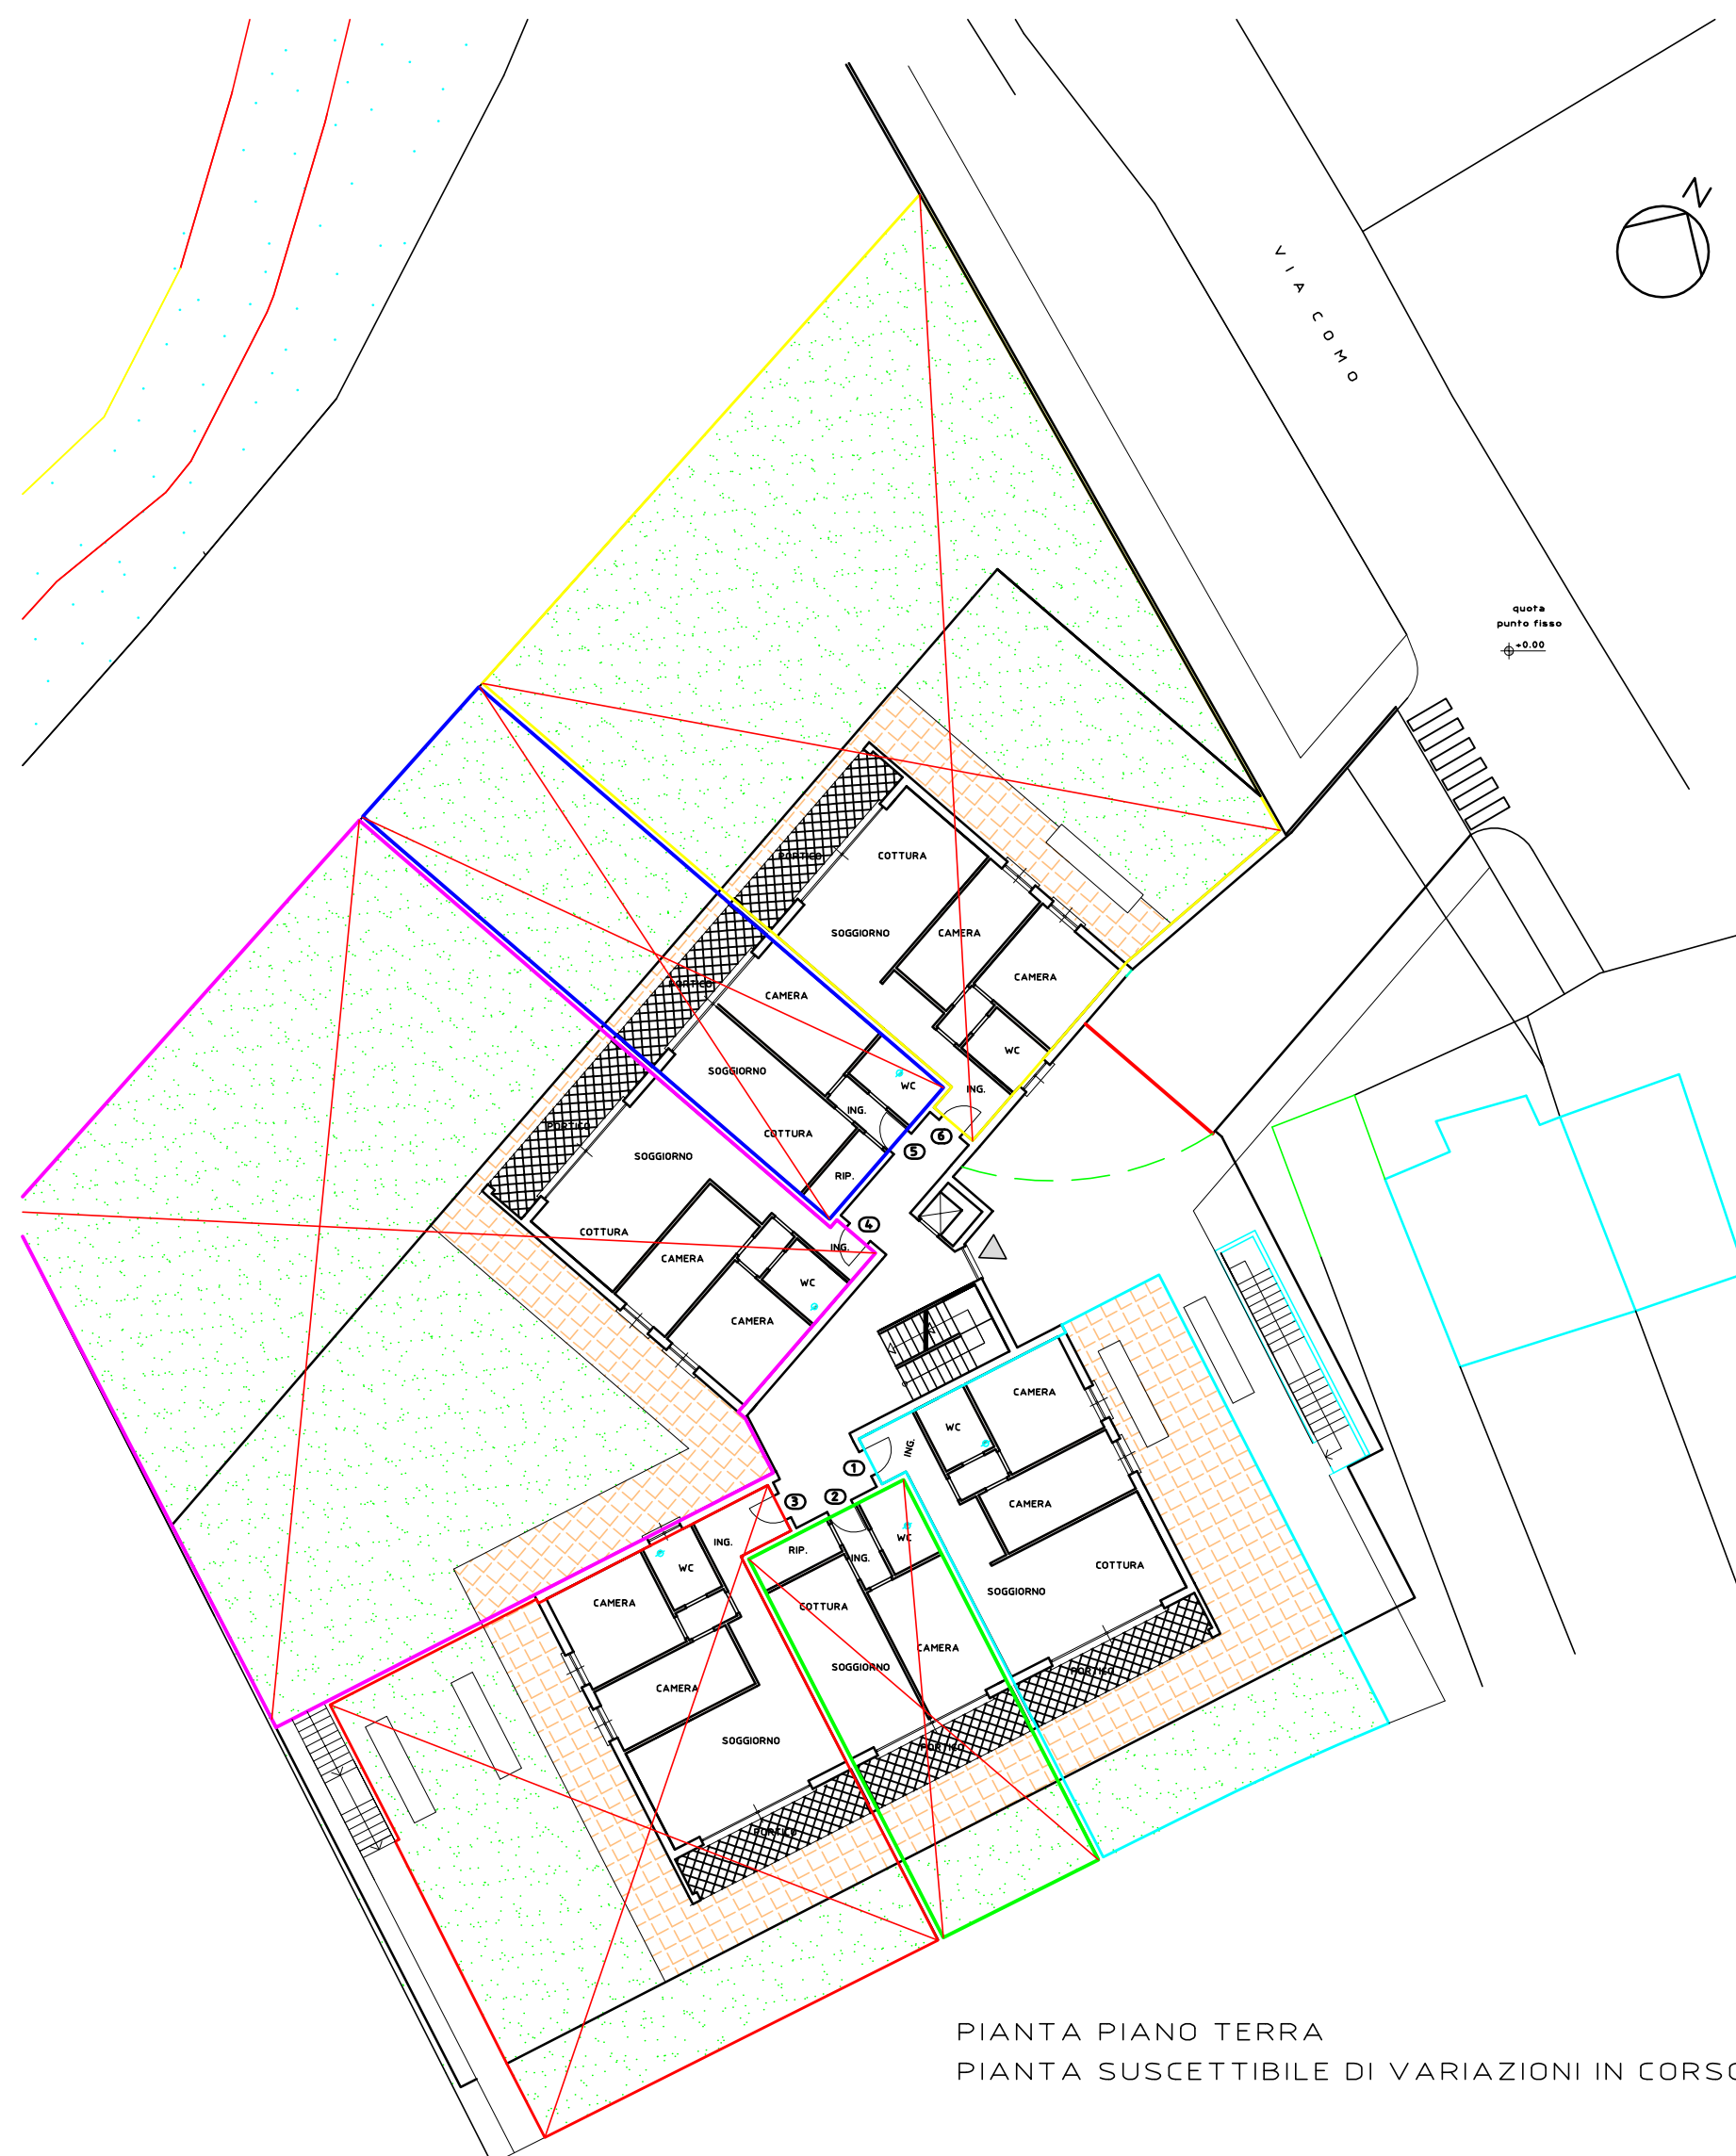 N
VIA COMO
quota
punto fisso
+0.00
PORTICO
COTTURA
SOGGIORNO
CAMERA
CAMERA
WC
ING.
6
PORTICO
CAMERA
SOGGIORNO
WC
ING.
COTTURA
RIP.
5
PORTICO
SOGGIORNO
COTTURA
CAMERA
ING.
WC
CAMERA
4
CAMERA
WC
ING.
1
CAMERA
COTTURA
SOGGIORNO
PORTICO
2
RIP.
ING.
WC
COTTURA
CAMERA
SOGGIORNO
PORTICO
3
ING.
WC
CAMERA
CAMERA
SOGGIORNO
PORTICO
PIANTA PIANO TERRA
PIANTA SUSCETTIBILE DI VARIAZIONI IN CORSO